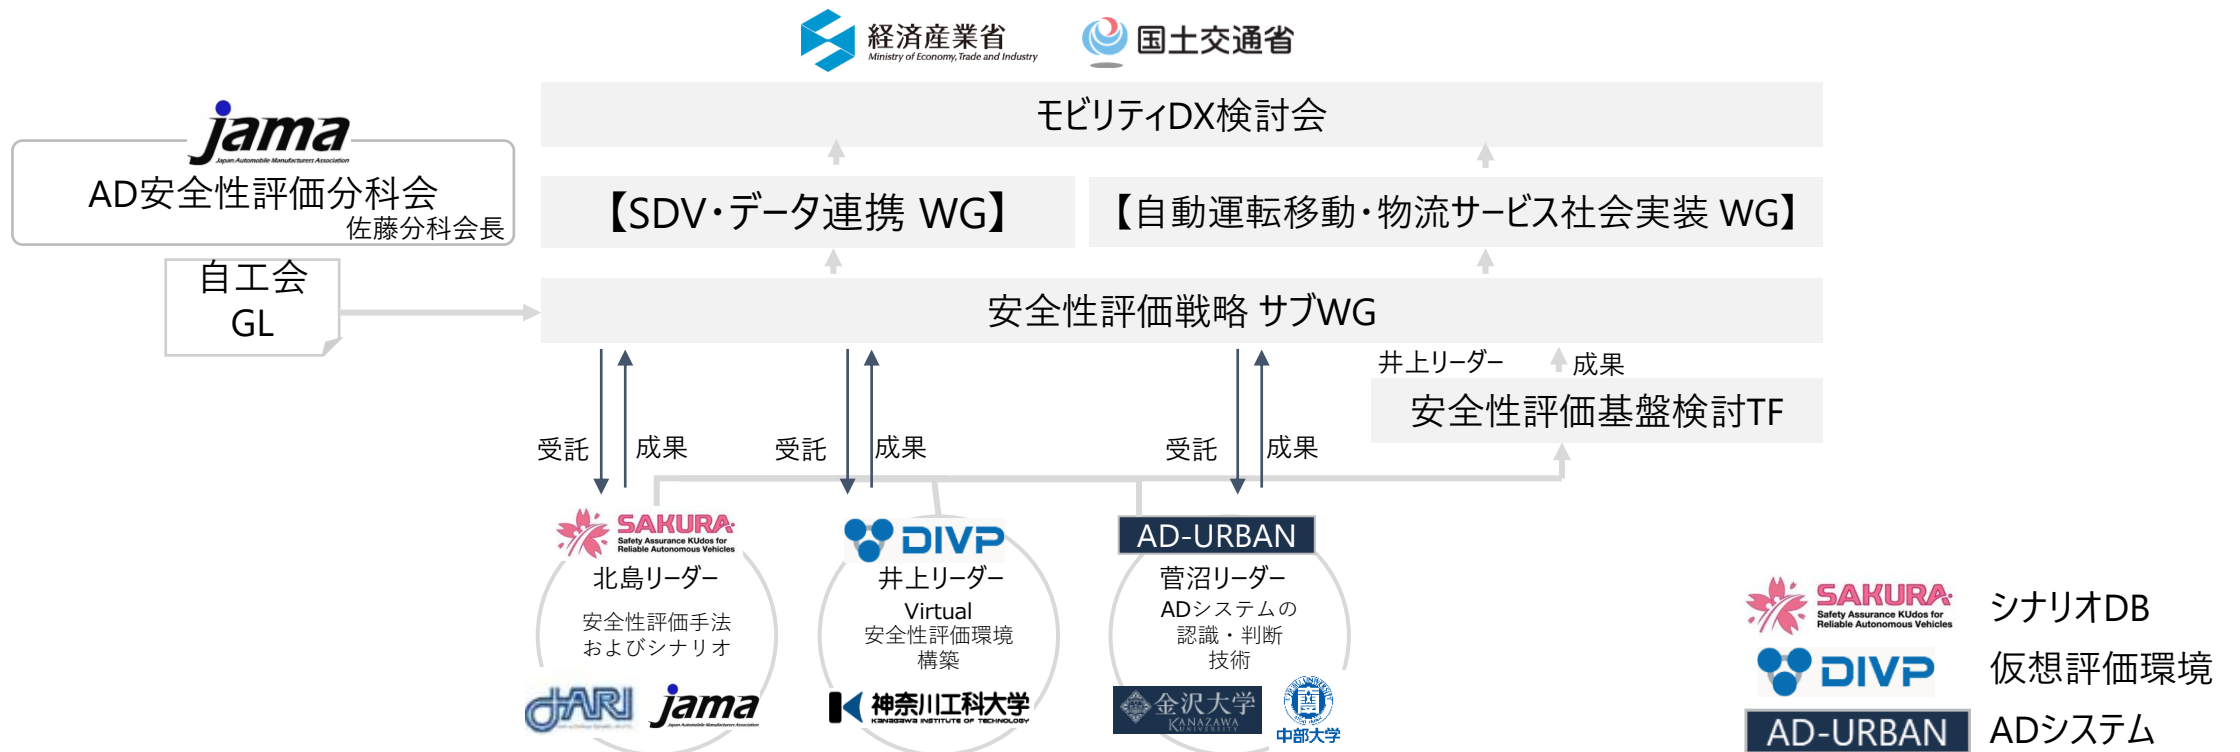 経済産業省
Ministry of Economy, Trade and Industry
国土交通省
モビリティDX検討会
jama
Japan Automobile Manufacturers Association
AD安全性評価分科会
佐藤分科会長
【SDV・データ連携 WG】
【自動運転移動・物流サービス社会実装 WG】
自工会
GL
安全性評価戦略 サブWG
井上リーダー
成果
安全性評価基盤検討TF
受託
成果
受託
成果
受託
成果
SAKURA
Safety Assurance KUdos for
Reliable Autonomous Vehicles
北島リーダー
安全性評価手法
およびシナリオ
JARI
jama
Japan Automobile Manufacturers Association
DIVP
井上リーダー
Virtual
安全性評価環境
構築
神奈川工科大学
KANAGAWA INSTITUTE OF TECHNOLOGY
AD-URBAN
菅沼リーダー
ADシステムの
認識・判断
技術
金沢大学
KANAZAWA
UNIVERSITY
中部大学
SAKURA
Safety Assurance KUdos for
Reliable Autonomous Vehicles
シナリオDB
DIVP
仮想評価環境
AD-URBAN
ADシステム